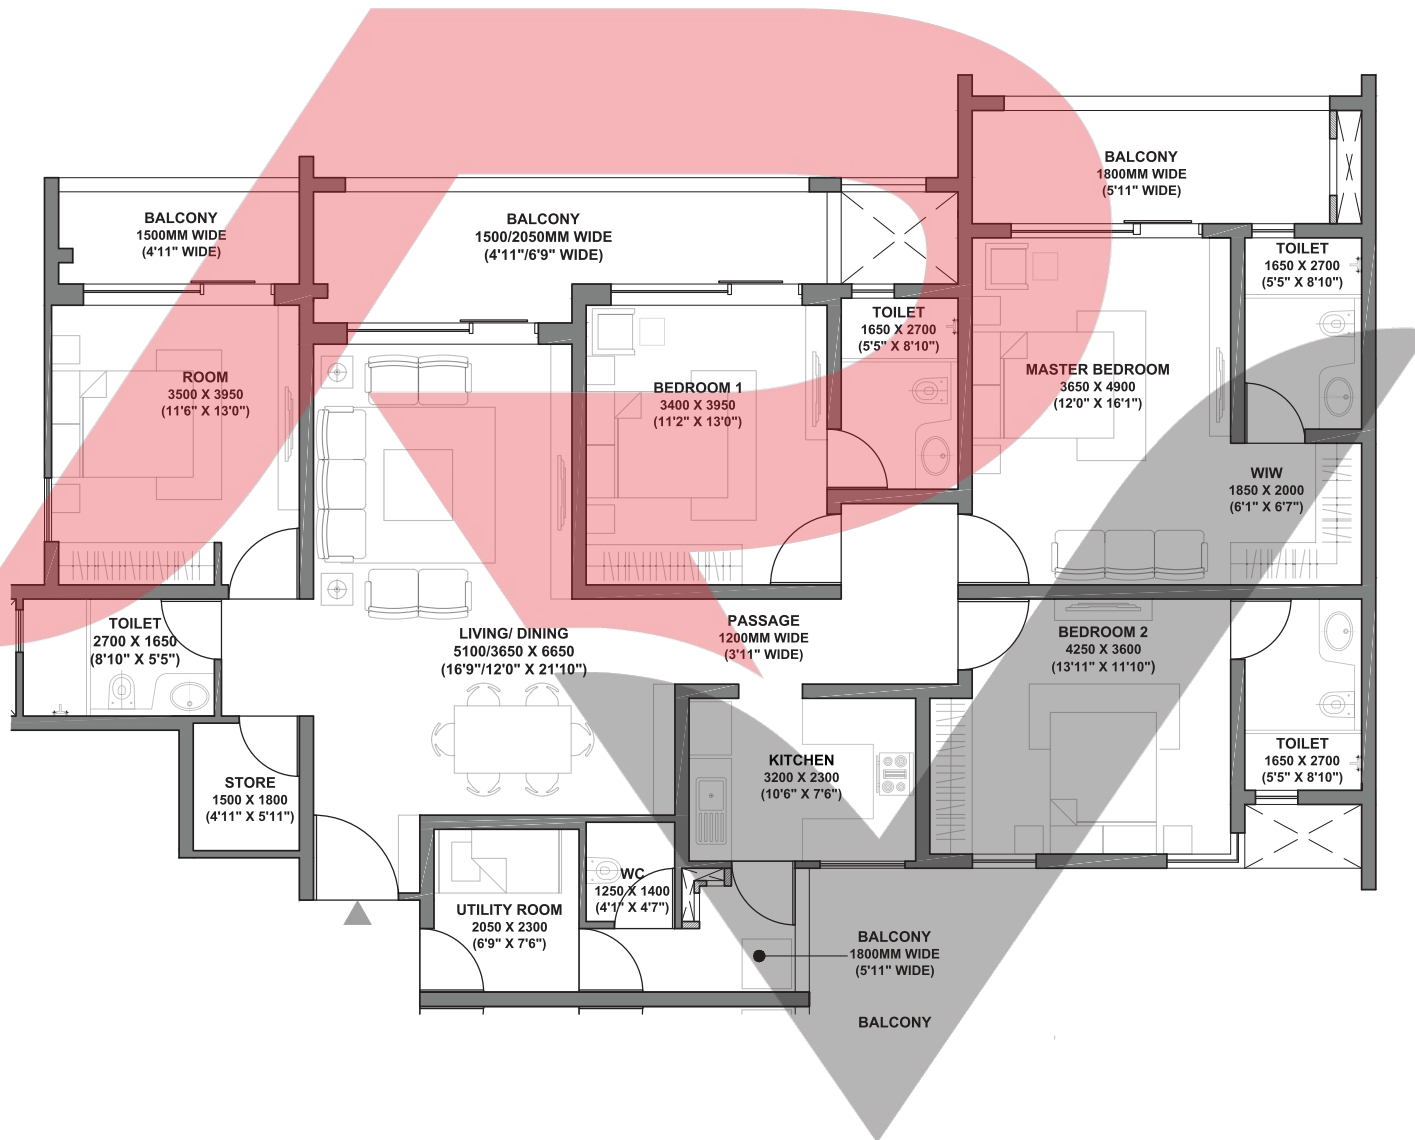 BALCONY
1800MM WIDE
(5'11" WIDE)
BALCONY
1500MM WIDE
(4'11" WIDE)
BALCONY
1500/2050MM WIDE
(4'11"/6'9" WIDE)
TOILET
1650 X 2700
(5'5" X 8'10")
TOILET
1650 X 2700
(5'5" X 8'10")
ROOM
3500 X 3950
(11'6" X 13'0")
BEDROOM 1
3400 X 3950
(11'2" X 13'0")
MASTER BEDROOM
3650 X 4900
(12'0" X 16'1")
WIW
1850 X 2000
(6'1" X 6'7")
TOILET
2700 X 1650
(8'10" X 5'5")
LIVING/ DINING
5100/3650 X 6650
(16'9"/12'0" X 21'10")
PASSAGE
1200MM WIDE
(3'11" WIDE)
BEDROOM 2
4250 X 3600
(13'11" X 11'10")
TOILET
1650 X 2700
(5'5" X 8'10")
STORE
1500 X 1800
(4'11" X 5'11")
KITCHEN
3200 X 2300
(10'6" X 7'6")
WC
1250 X 1400
(4'1" X 4'7")
UTILITY ROOM
2050 X 2300
(6'9" X 7'6")
BALCONY
1800MM WIDE
(5'11" WIDE)
BALCONY